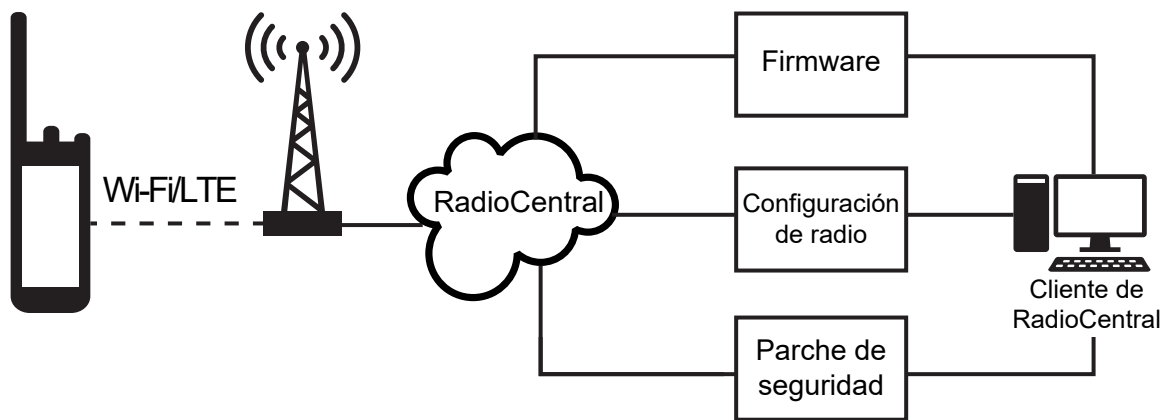 Firmware
Wi-Fi/LTE
RadioCentral
Configuración
de radio
Cliente de
RadioCentral
Parche de
seguridad